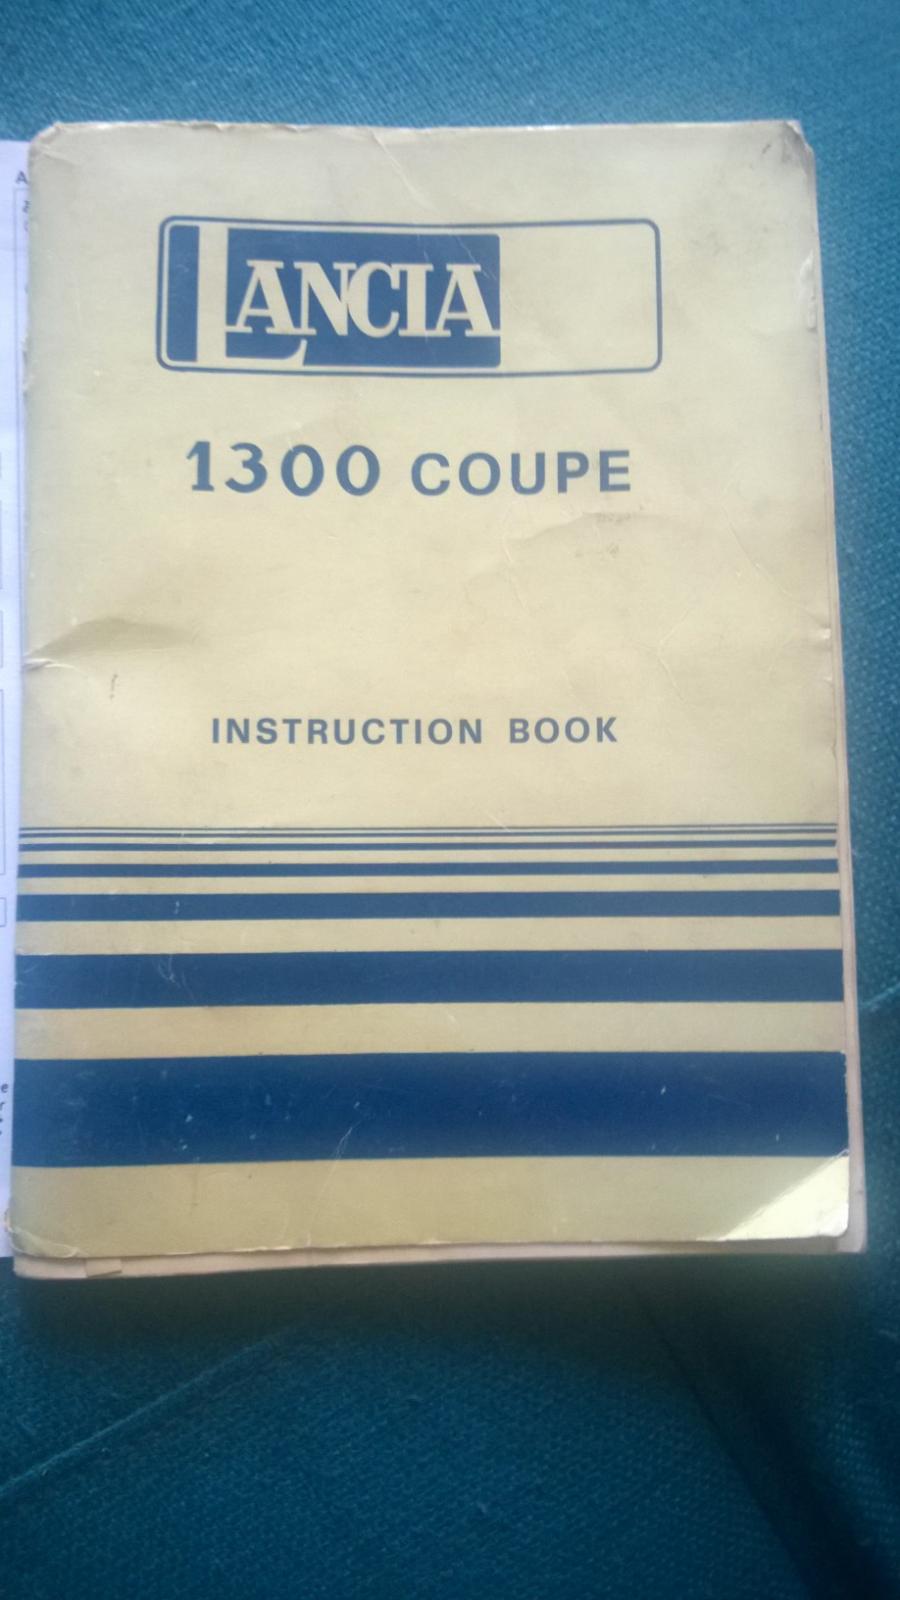 LANCIA
1300 COUPE
INSTRUCTION BOOK